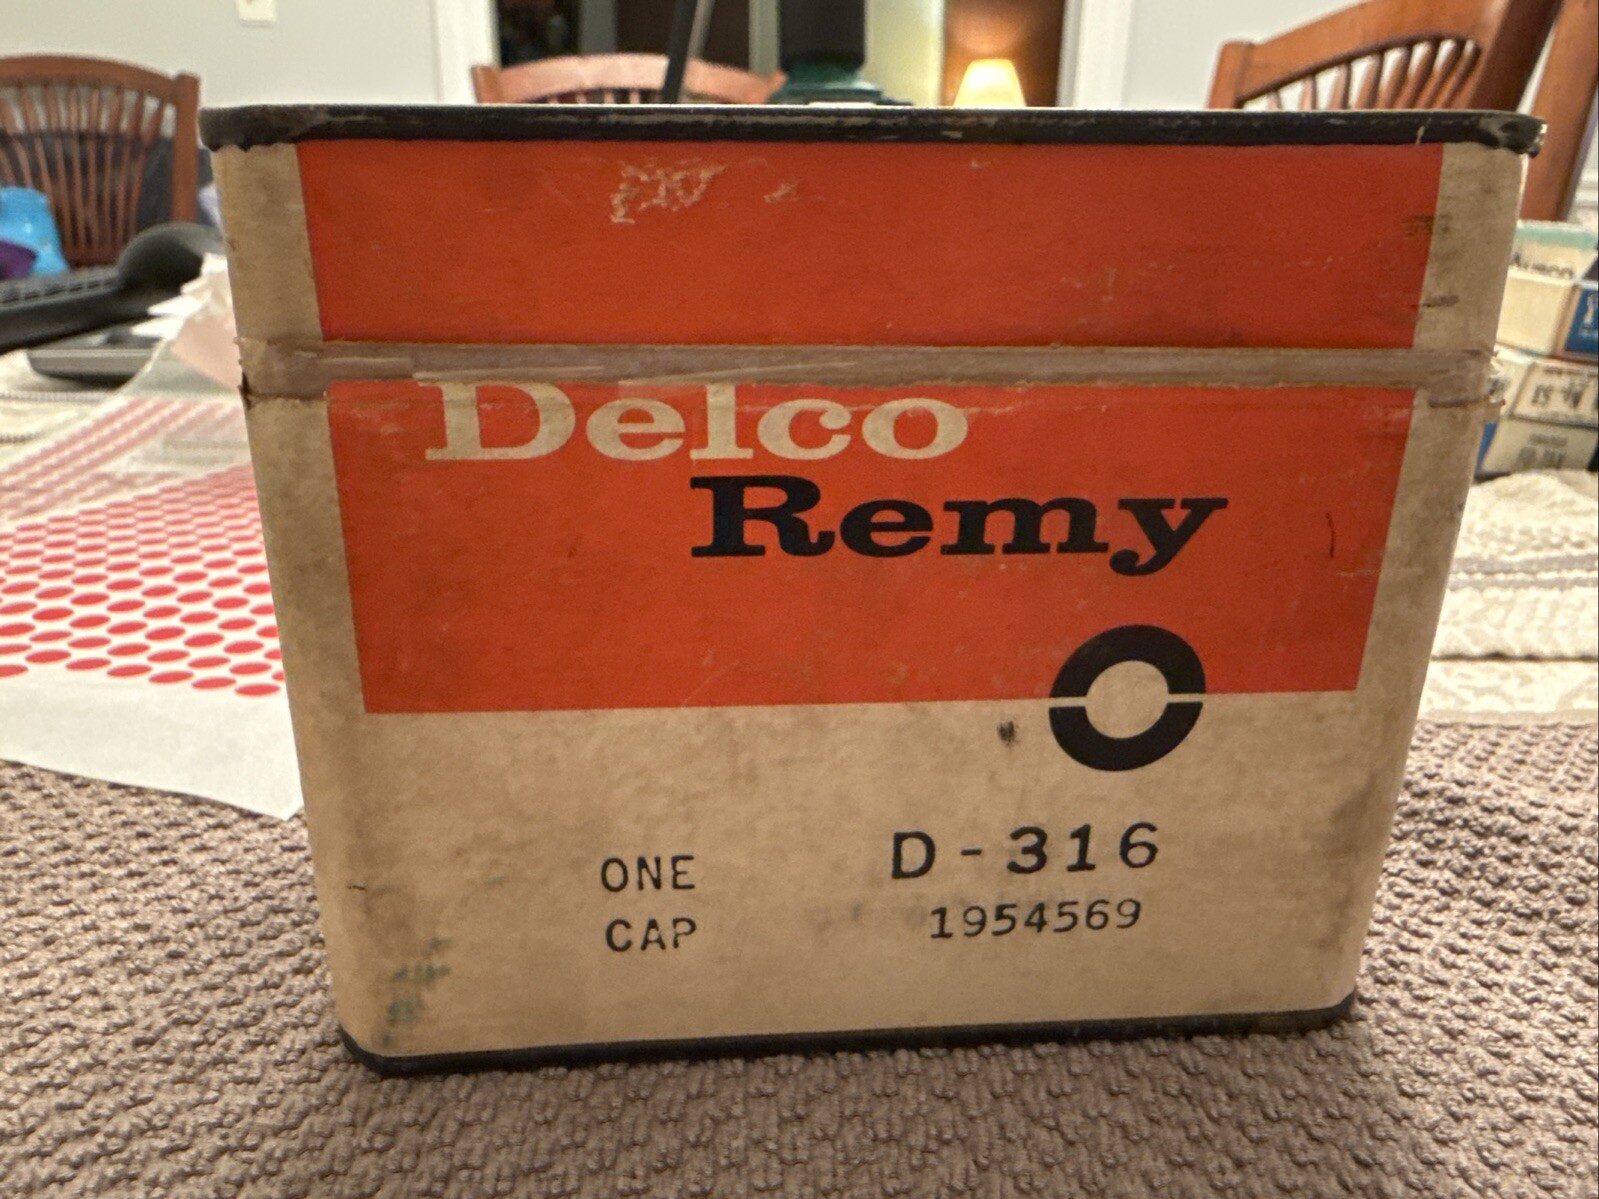 Delco
Remy
ONE
CAP
D-316
1954569